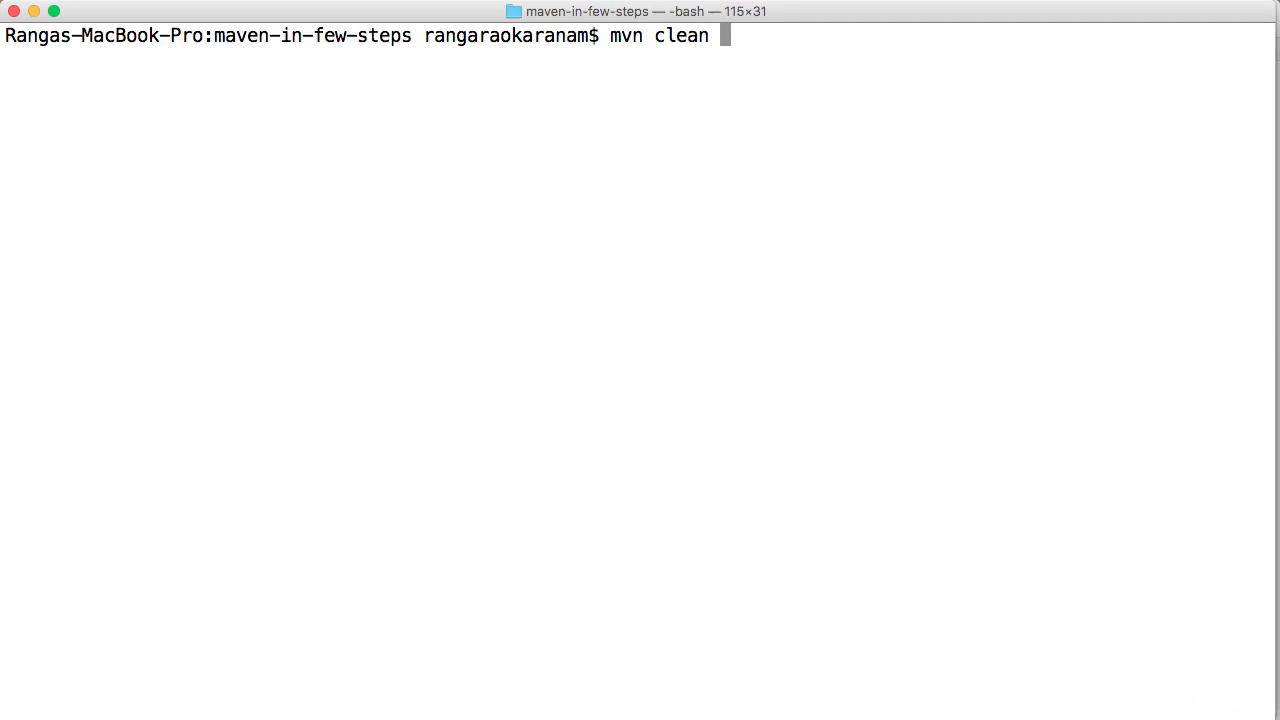 maven-in-few-steps — -bash — 115×31
Rangas-MacBook-Pro:maven-in-few-steps rangaraokaranam$ mvn clean